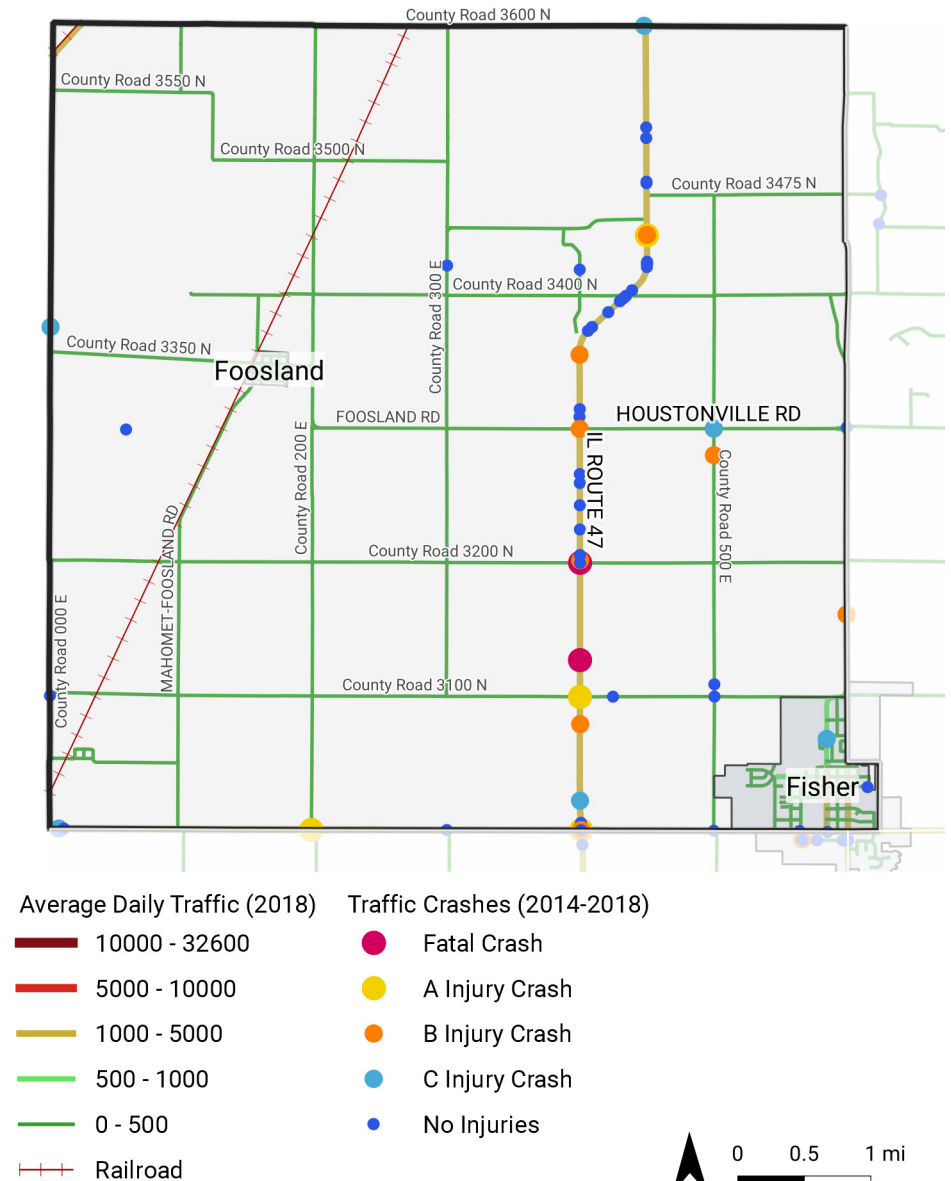 County Road 3600 N
County Road 3550 N
County Road 3500 N
County Road 3475 N
County Road 300 E
County Road 3400 N
County Road 3350 N
Foosland
FOOSLAND RD
HOUSTONVILLE RD
County Road 200 E
IL ROUTE 47
County Road 500 E
MAHOMET-FOOSLAND RD
County Road 3200 N
County Road 000 E
County Road 3100 N
Fisher
Average Daily Traffic (2018)
10000 - 32600
5000 - 10000
1000 - 5000
500 - 1000
0 - 500
Railroad
Traffic Crashes (2014-2018)
Fatal Crash
A Injury Crash
B Injury Crash
C Injury Crash
No Injuries
0 0.5 1 mi